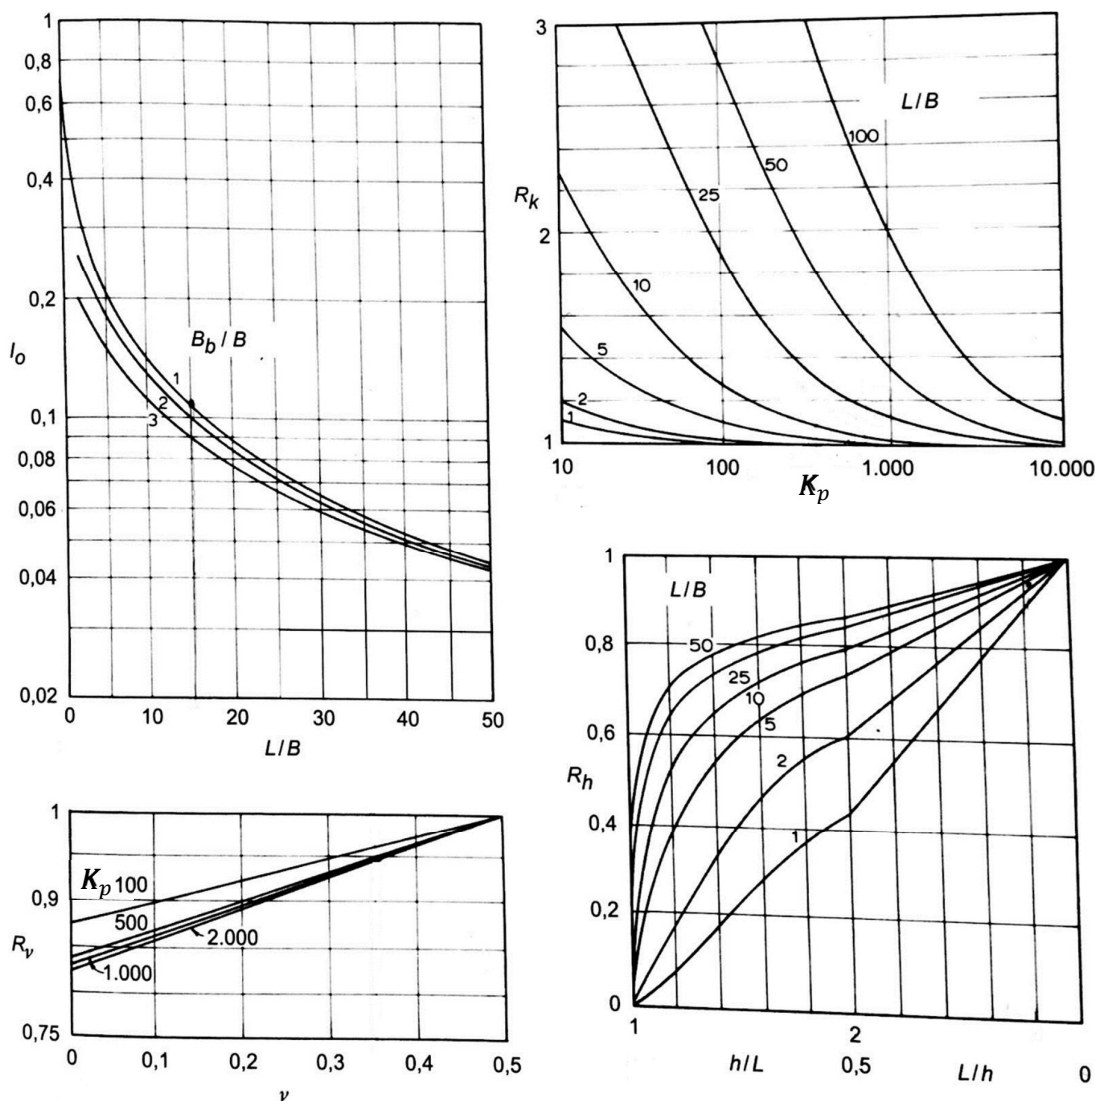 1
0,8
0,6
0,4
0,2
I_o
B_b/B
1
2
3
0,1
0,08
0,06
0,04
0,02
0 10 20 30 40 50
L/B
3
L/B
100
50
25
R_k
2
10
5
2
1
1
10 100 1.000 10.000
K_p
1
K_p 100
0,9
500
R_ν
2.000
1.000
0,75
0 0,1 0,2 0,3 0,4 0,5
ν
1
L/B
0,8
50
25
10
5
0,6
2
R_h
0,4
1
0,2
0
1 2
h/L 0,5 L/h 0